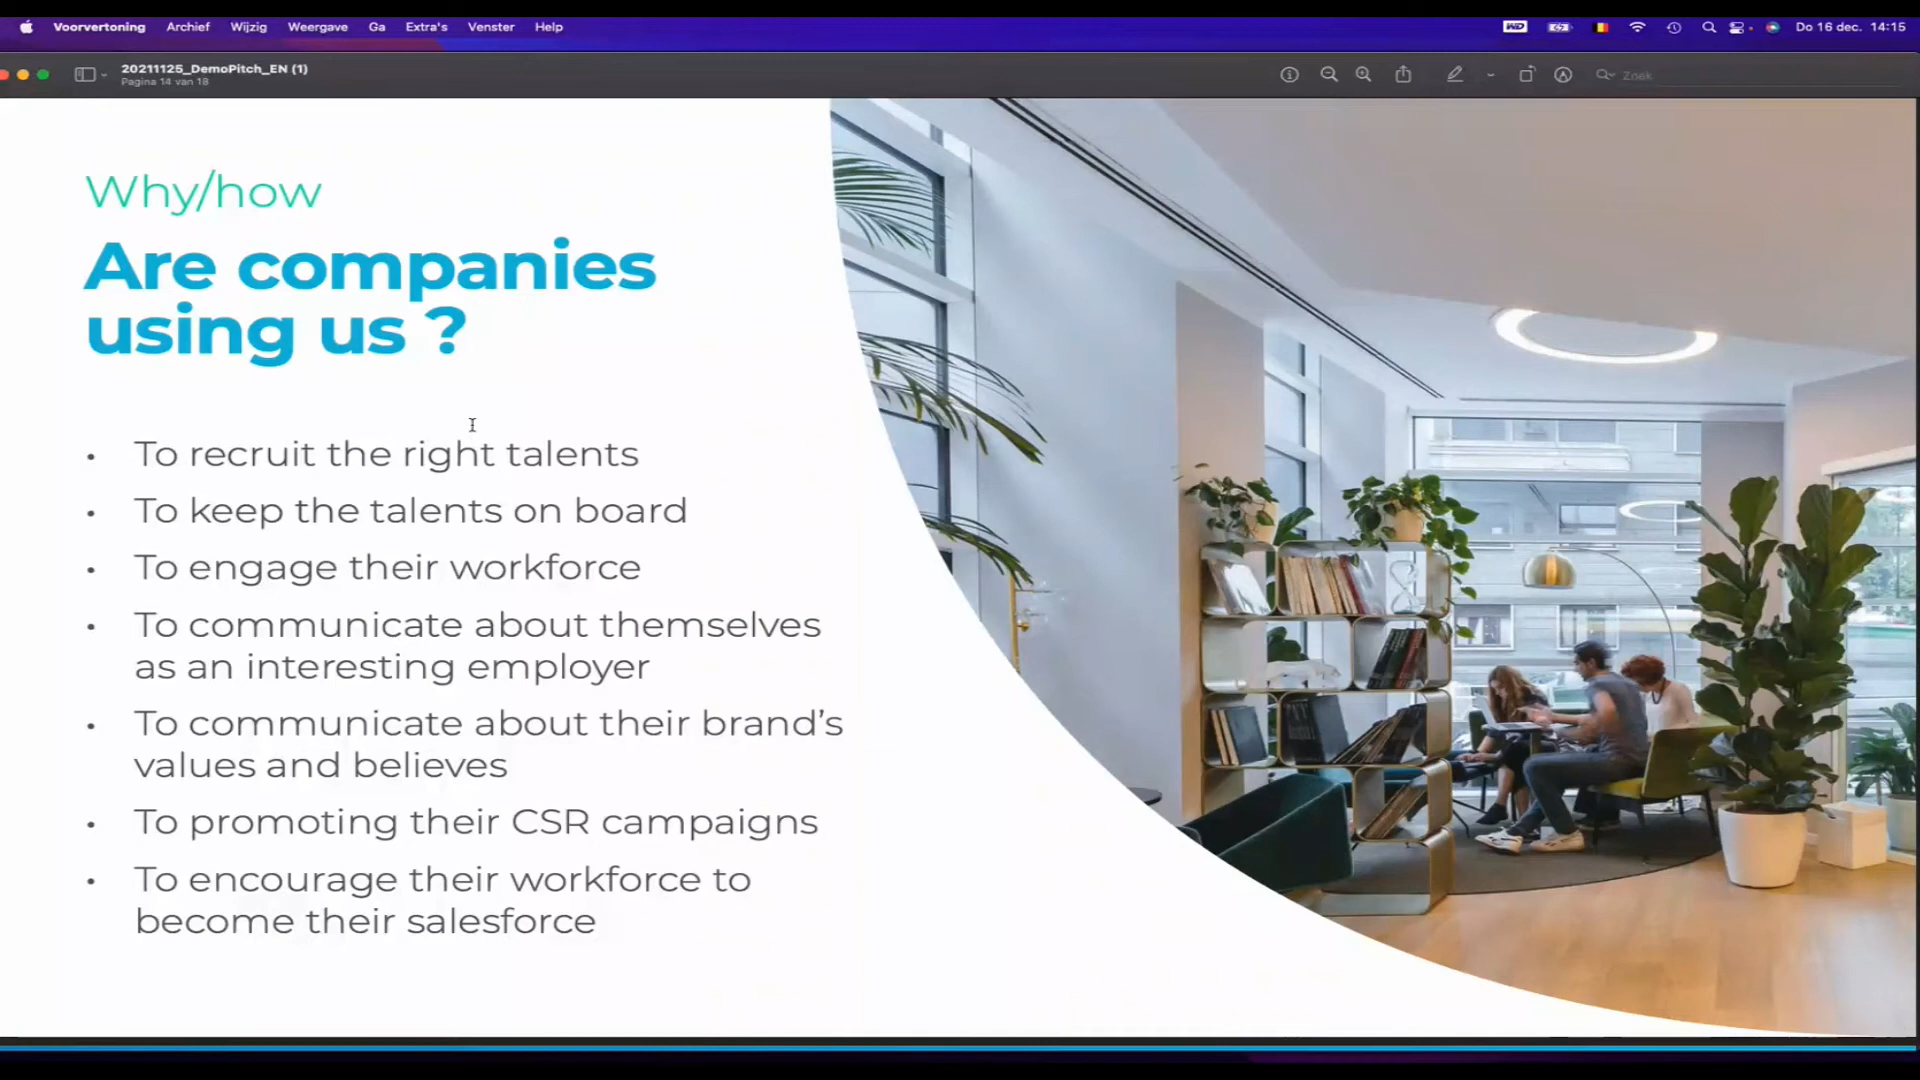 Voorvertoning Archief Wijzig Weergave Ga Extra's Venster Help WD Do 16 dec. 14:15
20211125_DemoPitch_EN (1)
Pagina 14 van 18
Zoek
Why/how
Are companies
using us ?
• To recruit the right talents
• To keep the talents on board
• To engage their workforce
• To communicate about themselves
as an interesting employer
• To communicate about their brand’s
values and believes
• To promoting their CSR campaigns
• To encourage their workforce to
become their salesforce